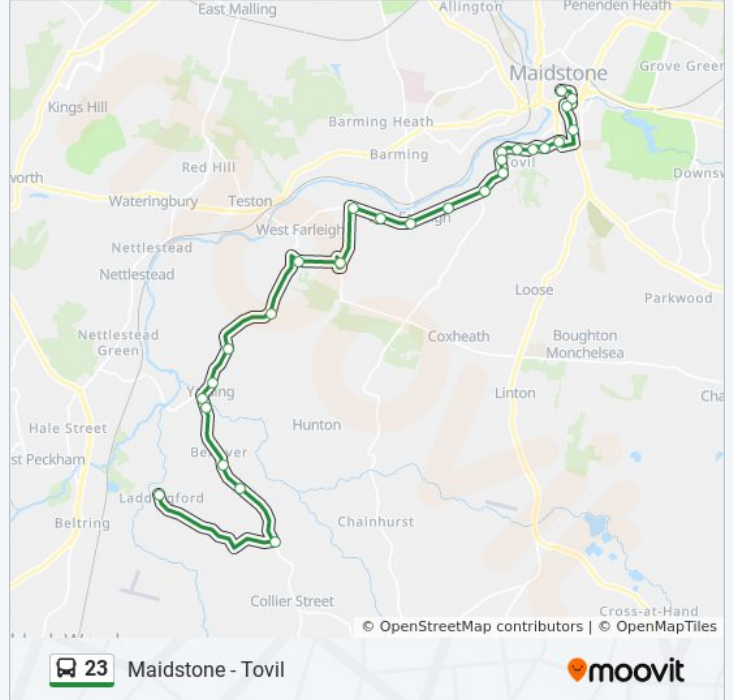 East Malling
Allington
Penenden Heath
Maidstone
Grove Green
Kings Hill
Barming Heath
Barming
Red Hill
Tovil
worth
Wateringbury
Teston
Downsw
West Farleigh
Nettlestead
Nettlestead
Loose
Parkwood
Nettlestead
Green
Coxheath
Boughton
Monchelsea
Linton
Cha
Hale Street
Hunton
st Peckham
Laddingford
Beltring
Chainhurst
Collier Street
Cross-at-Hand
© OpenStreetMap contributors | © OpenMapTiles
23
Maidstone - Tovil
moovit